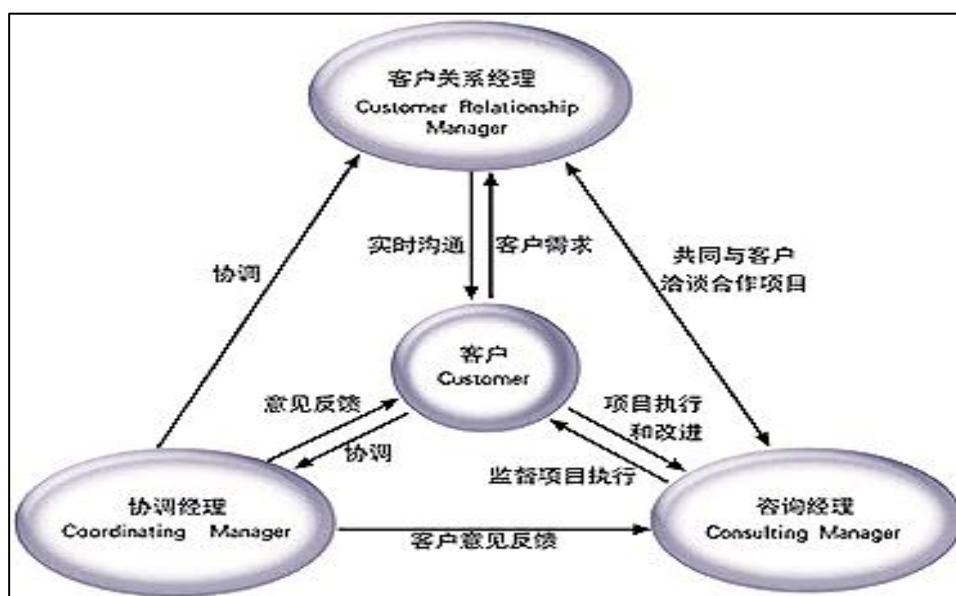 客户关系经理
Customer Relationship
Manager
实时沟通
客户需求
协调
共同与客户
洽谈合作项目
客户
Customer
意见反馈
协调
项目执行
和改进
监督项目执行
协调经理
Coordinating Manager
客户意见反馈
咨询经理
Consulting Manager